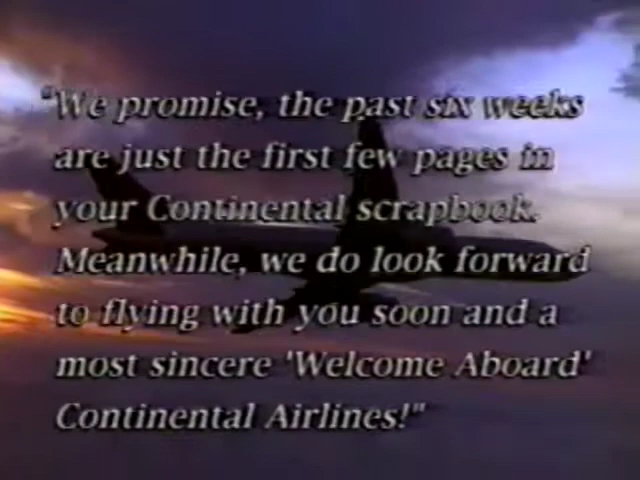 "We promise, the past six weeks
are just the first few pages in
your Continental scrapbook.
Meanwhile, we do look forward
to flying with you soon and a
most sincere 'Welcome Aboard'
Continental Airlines!"